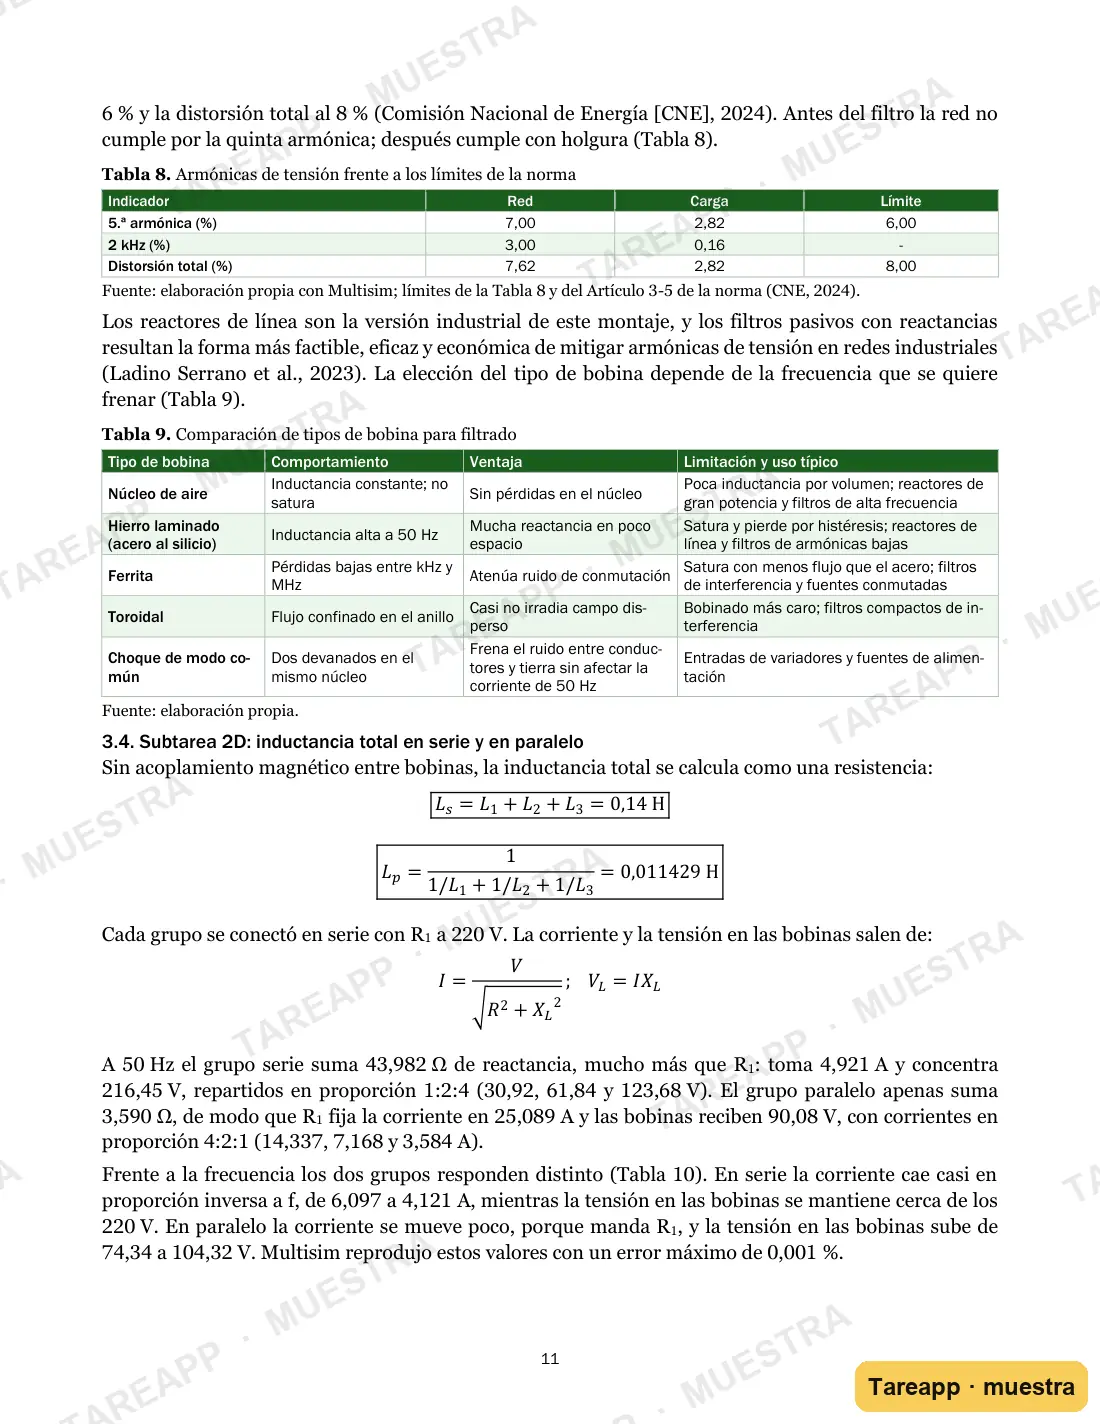 6 % y la distorsión total al 8 % (Comisión Nacional de Energía [CNE], 2024). Antes del filtro la red no
cumple por la quinta armónica; después cumple con holgura (Tabla 8).
Tabla 8. Armónicas de tensión frente a los límites de la norma
Indicador Red Carga Límite
5.ª armónica (%) 7,00 2,82 6,00
2 kHz (%) 3,00 0,16 -
Distorsión total (%) 7,62 2,82 8,00
Fuente: elaboración propia con Multisim; límites de la Tabla 8 y del Artículo 3-5 de la norma (CNE, 2024).
Los reactores de línea son la versión industrial de este montaje, y los filtros pasivos con reactancias
resultan la forma más factible, eficaz y económica de mitigar armónicas de tensión en redes industriales
(Ladino Serrano et al., 2023). La elección del tipo de bobina depende de la frecuencia que se quiere
frenar (Tabla 9).
Tabla 9. Comparación de tipos de bobina para filtrado
Tipo de bobina Comportamiento Ventaja Limitación y uso típico
Núcleo de aire
Inductancia constante; no
satura
Sin pérdidas en el núcleo
Poca inductancia por volumen; reactores de
gran potencia y filtros de alta frecuencia
Hierro laminado
(acero al silicio)
Inductancia alta a 50 Hz
Mucha reactancia en poco
espacio
Satura y pierde por histéresis; reactores de
línea y filtros de armónicas bajas
Ferrita
Pérdidas bajas entre kHz y
MHz
Atenúa ruido de conmutación
Satura con menos flujo que el acero; filtros
de interferencia y fuentes conmutadas
Toroidal
Flujo confinado en el anillo
Casi no irradia campo dis-
perso
Bobinado más caro; filtros compactos de in-
terferencia
Choque de modo co-
mún
Dos devanados en el
mismo núcleo
Frena el ruido entre conduc-
tores y tierra sin afectar la
corriente de 50 Hz
Entradas de variadores y fuentes de alimen-
tación
Fuente: elaboración propia.
3.4. Subtarea 2D: inductancia total en serie y en paralelo
Sin acoplamiento magnético entre bobinas, la inductancia total se calcula como una resistencia:
Lₛ = L₁ + L₂ + L₃ = 0,14 H
Lₚ = 1 / (1/L₁ + 1/L₂ + 1/L₃) = 0,011429 H
Cada grupo se conectó en serie con R₁ a 220 V. La corriente y la tensión en las bobinas salen de:
I = V / √(R² + X_L²) ; V_L = IX_L
A 50 Hz el grupo serie suma 43,982 Ω de reactancia, mucho más que R₁: toma 4,921 A y concentra
216,45 V, repartidos en proporción 1:2:4 (30,92, 61,84 y 123,68 V). El grupo paralelo apenas suma
3,590 Ω, de modo que R₁ fija la corriente en 25,089 A y las bobinas reciben 90,08 V, con corrientes en
proporción 4:2:1 (14,337, 7,168 y 3,584 A).
Frente a la frecuencia los dos grupos responden distinto (Tabla 10). En serie la corriente cae casi en
proporción inversa a f, de 6,097 a 4,121 A, mientras la tensión en las bobinas se mantiene cerca de los
220 V. En paralelo la corriente se mueve poco, porque manda R₁, y la tensión en las bobinas sube de
74,34 a 104,32 V. Multisim reprodujo estos valores con un error máximo de 0,001 %.
11
Tareapp · muestra
TAREAPP · MUESTRA